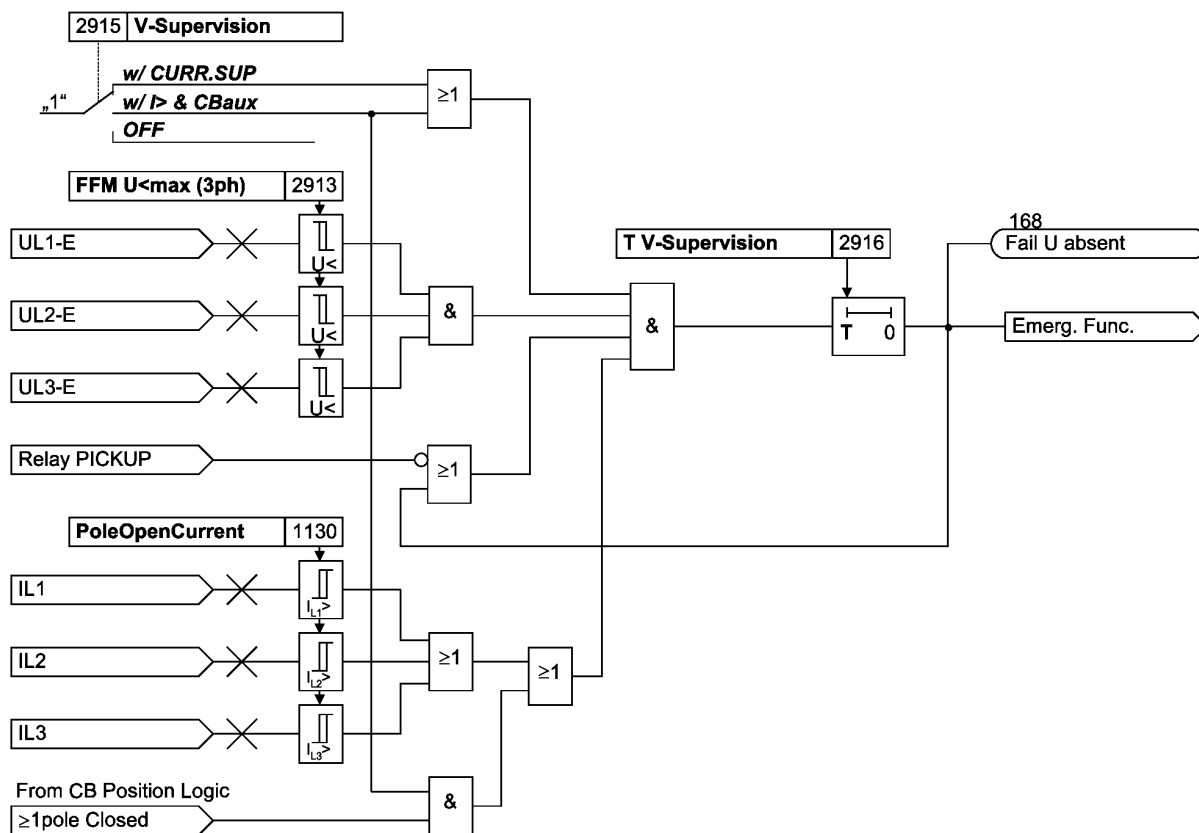 2915 V-Supervision
w/ CURR.SUP
≥1
„1“
w/ I> & CBaux
OFF
FFM U<max (3ph) 2913
UL1-E
U<
T V-Supervision 2916
168
Fail U absent
UL2-E
U<
&
&
T 0
Emerg. Func.
UL3-E
U<
Relay PICKUP
≥1
PoleOpenCurrent 1130
IL1
IL1>
IL2
IL2>
≥1
≥1
IL3
IL3>
From CB Position Logic
≥1pole Closed
&